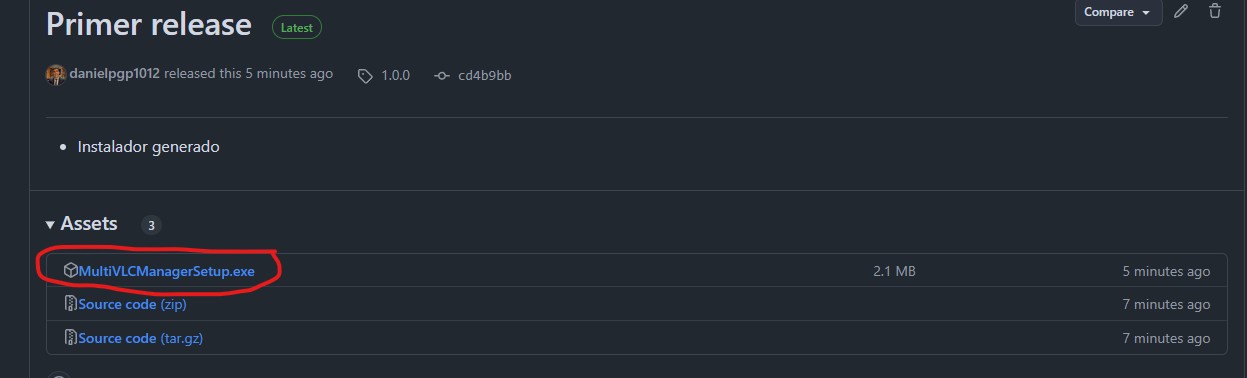 Primer release Latest Compare
danielpgp1012 released this 5 minutes ago 1.0.0 cd4b9bb
Instalador generado
Assets 3
MultiVLCManagerSetup.exe 2.1 MB 5 minutes ago
Source code (zip) 7 minutes ago
Source code (tar.gz) 7 minutes ago